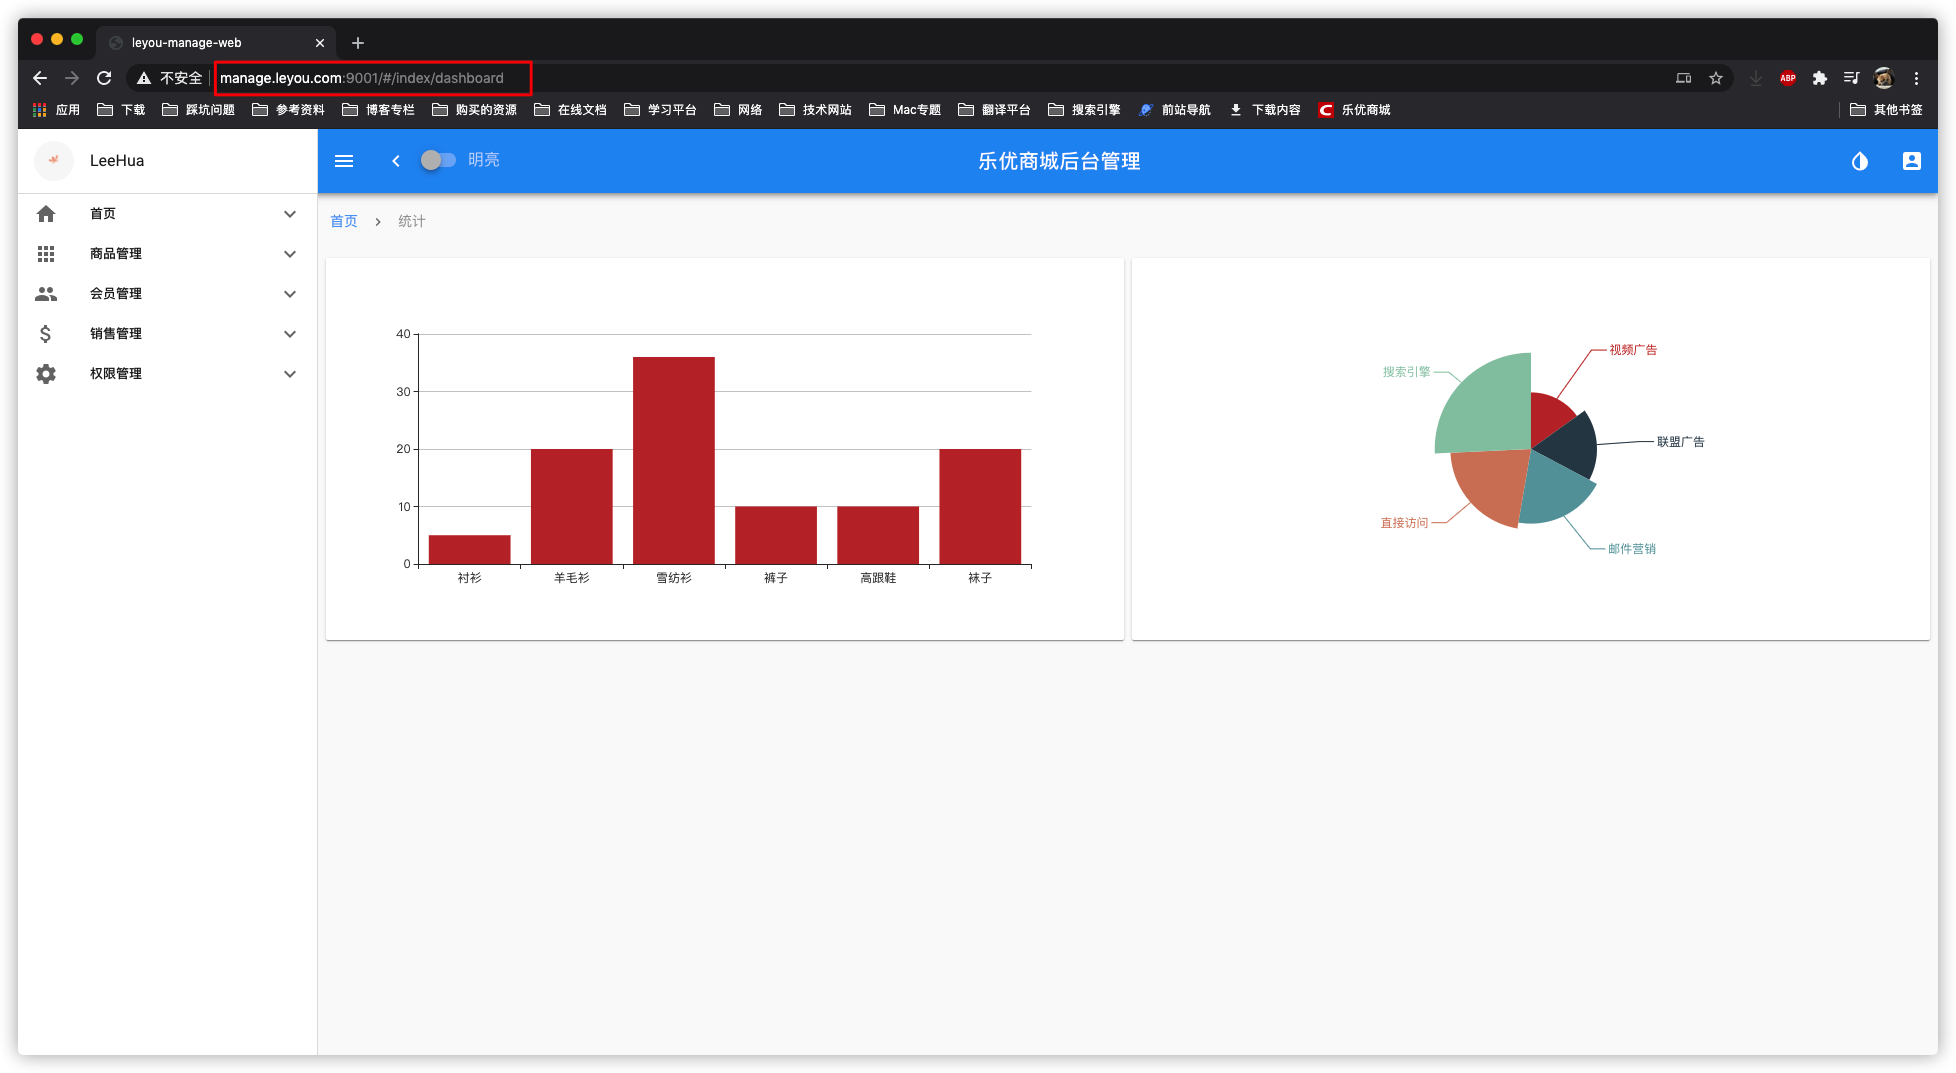 leyou-manage-web
不安全 manage.leyou.com:9001/#/index/dashboard
ABP
应用 下载 踩坑问题 参考资料 博客专栏 购买的资源 在线文档 学习平台 网络 技术网站 Mac专题 翻译平台 搜索引擎 前站导航 下载内容 乐优商城 其他书签
LeeHua
明亮
乐优商城后台管理
首页
商品管理
会员管理
销售管理
权限管理
首页 > 统计
40
30
20
10
0
衬衫 羊毛衫 雪纺衫 裤子 高跟鞋 袜子
视频广告
搜索引擎
联盟广告
直接访问
邮件营销